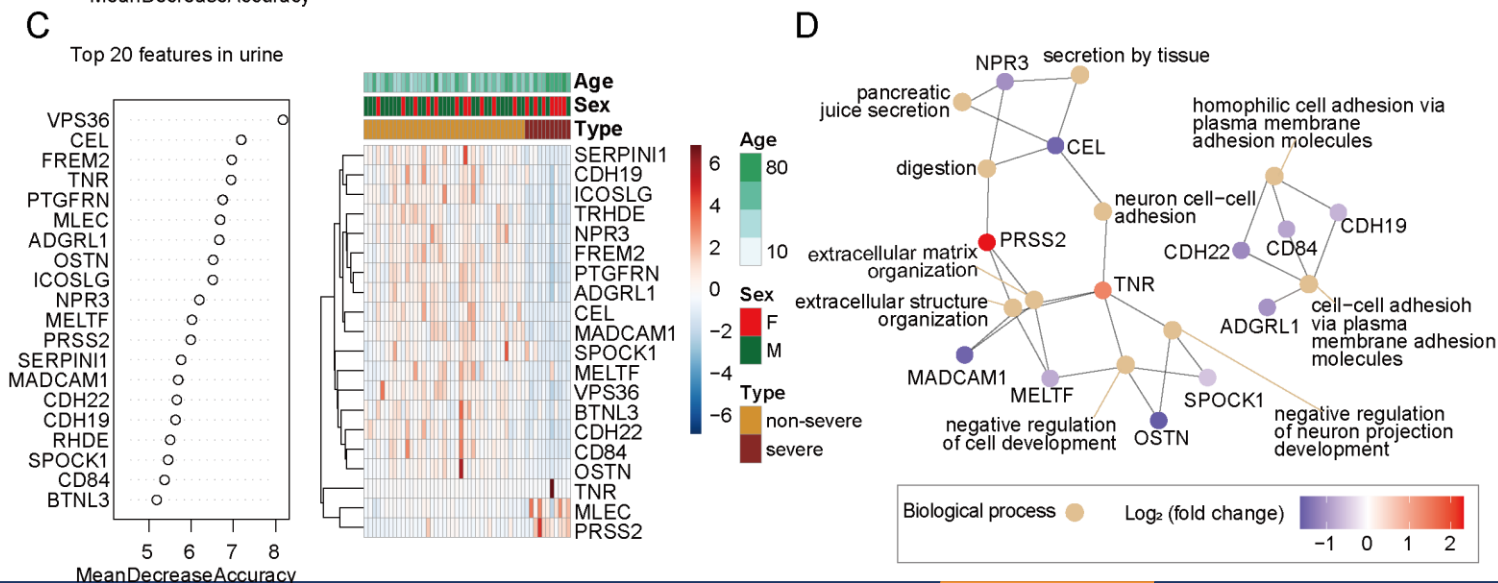 MeanDecreaseAccuracy
C
Top 20 features in urine
VPS36
CEL
FREM2
TNR
PTGFRN
MLEC
ADGRL1
OSTN
ICOSLG
NPR3
MELTF
PRSS2
SERPINI1
MADCAM1
CDH22
CDH19
RHDE
SPOCK1
CD84
BTNL3
5 6 7 8
MeanDecreaseAccuracy
Age
Sex
Type
SERPINI1
CDH19
ICOSLG
TRHDE
NPR3
FREM2
PTGFRN
ADGRL1
CEL
MADCAM1
SPOCK1
MELTF
VPS36
BTNL3
CDH22
CD84
OSTN
TNR
MLEC
PRSS2
6
4
2
0
−2
−4
−6
Age
80
10
Sex
F
M
Type
non-severe
severe
D
NPR3
secretion by tissue
pancreatic
juice secretion
CEL
digestion
neuron cell−cell
adhesion
PRSS2
extracellular matrix
organization
extracellular structure
organization
TNR
MADCAM1
MELTF
SPOCK1
OSTN
negative regulation
of cell development
negative regulation
of neuron projection
development
homophilic cell adhesion via
plasma membrane
adhesion molecules
CDH19
CD84
CDH22
ADGRL1
cell−cell adhesioh
via plasma
membrane adhesion
molecules
Biological process
Log₂ (fold change)
−1 0 1 2